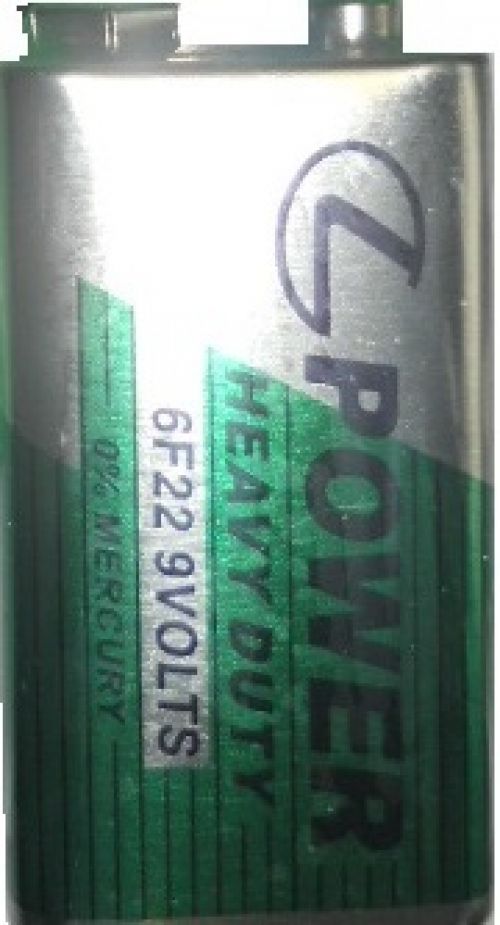 POWER
HEAVY DUTY
6F22 9VOLTS
0% MERCURY